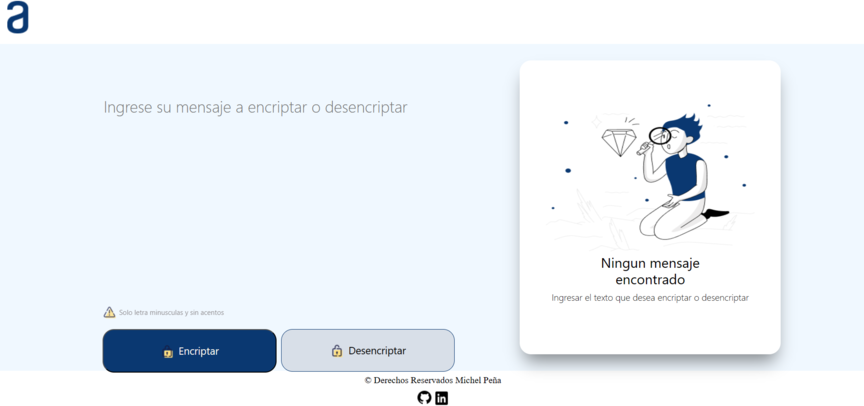 a
Ingrese su mensaje a encriptar o desencriptar
Solo letra minusculas y sin acentos
Encriptar
Desencriptar
Ningun mensaje
encontrado
Ingresar el texto que desea encriptar o desencriptar
© Derechos Reservados Michel Peña
in